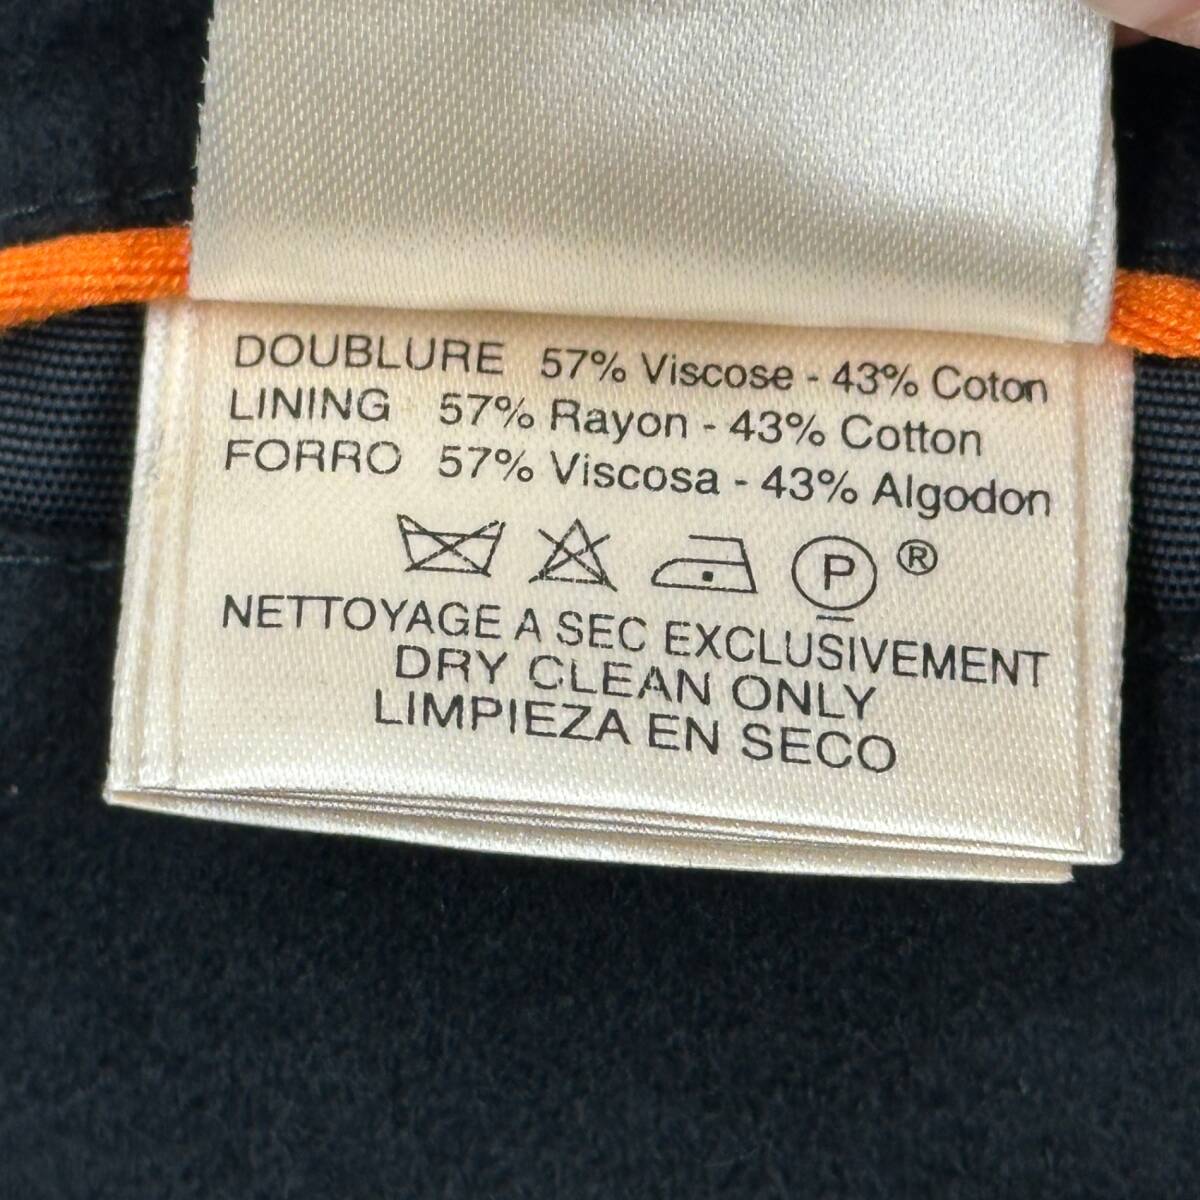 DOUBLURE 57% Viscose - 43% Coton
LINING 57% Rayon - 43% Cotton
FORRO 57% Viscosa - 43% Algodon
P ®
NETTOYAGE A SEC EXCLUSIVEMENT
DRY CLEAN ONLY
LIMPIEZA EN SECO